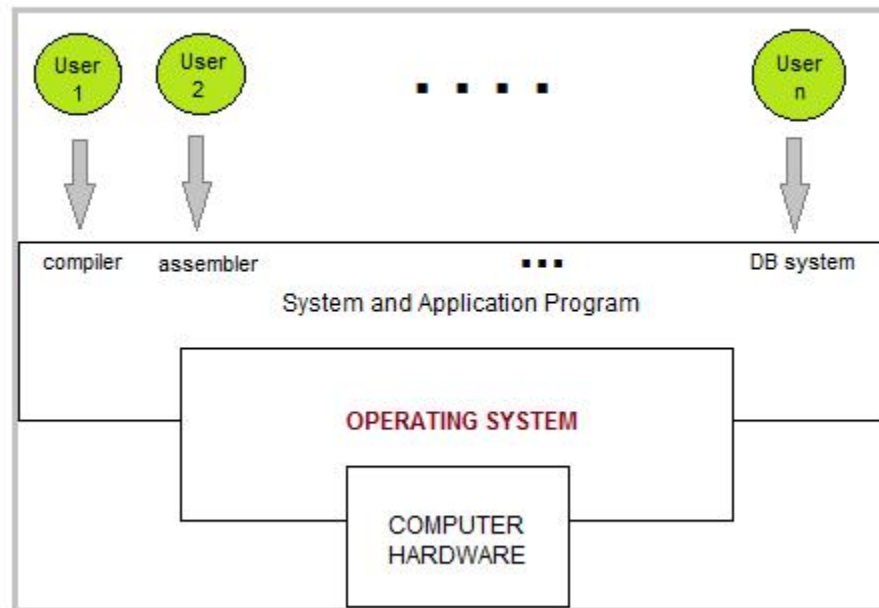 User
1
User
2
. . . .
User
n
compiler assembler ... DB system
System and Application Program
OPERATING SYSTEM
COMPUTER
HARDWARE